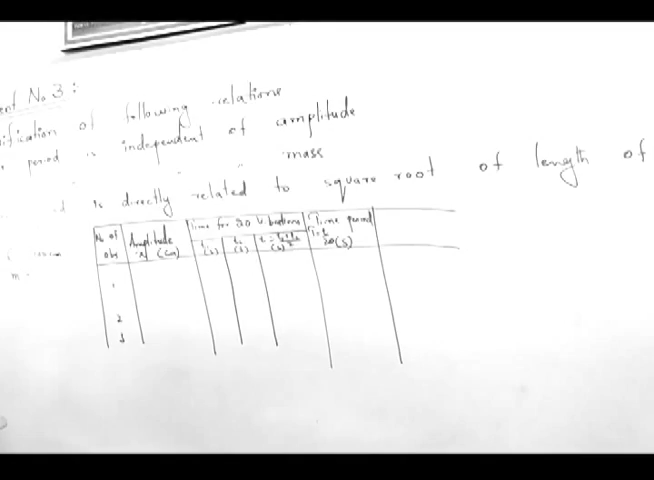 No 3:
ification of following relations
period is independent of amplitude
" " mass
is directly related to square root of length of
No of obs | Amplitude x (cm) | Time for 20 vibrations | Time period
t₁ (s) | t₂ (s) | t = t₁+t₂/2 (s) | T = t/20 (s)
1
2
3